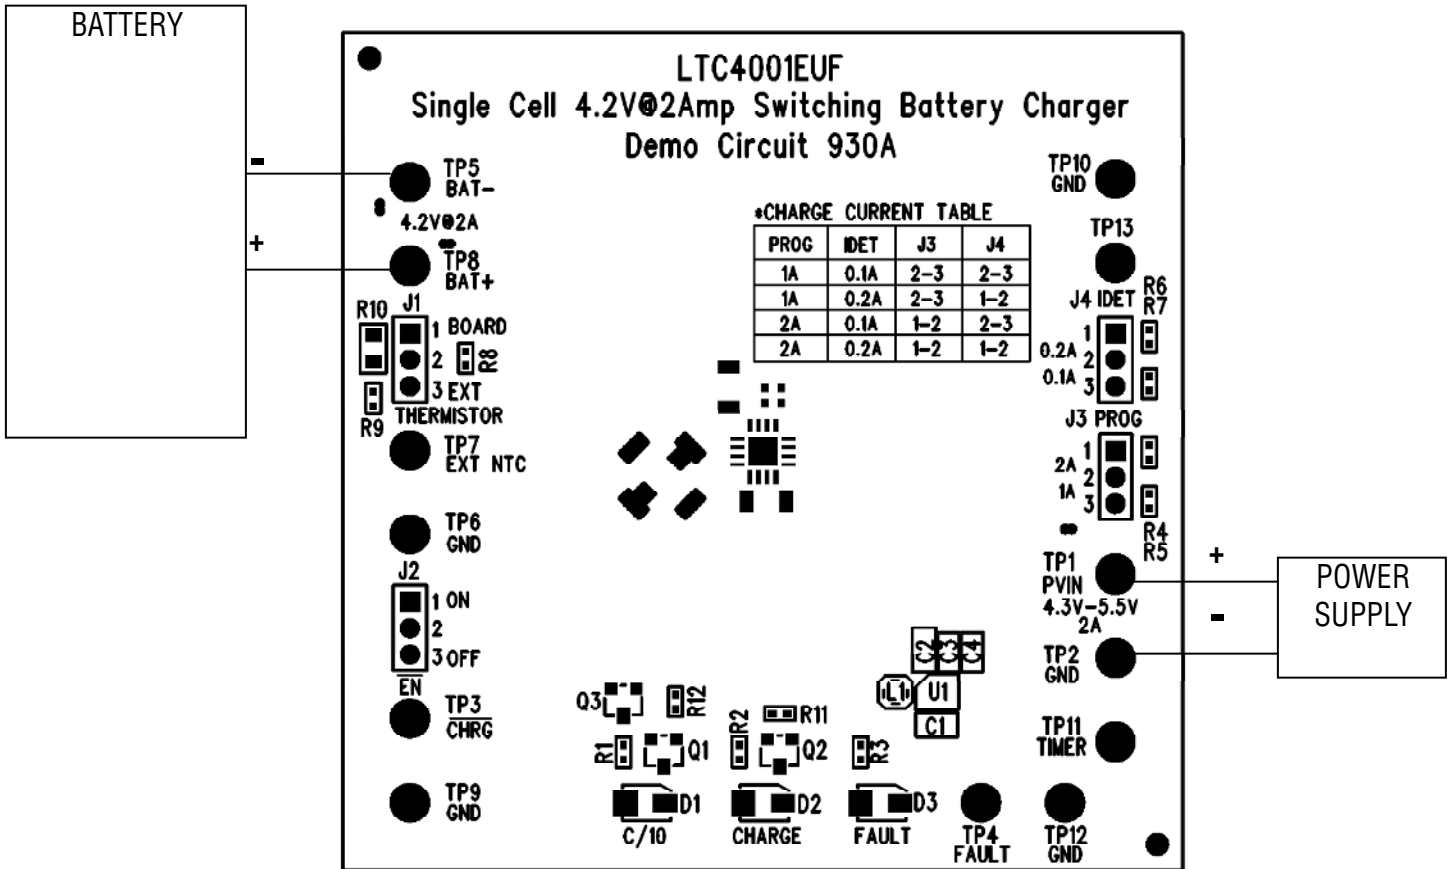 BATTERY
LTC4001EUF
Single Cell 4.2V@2Amp Switching Battery Charger
Demo Circuit 930A
-
TP5
BAT-
4.2V@2A
+
TP8
BAT+
J1
R10
1 BOARD
2
R8
3 EXT
R9
THERMISTOR
TP7
EXT NTC
TP6
GND
J2
1 ON
2
3 OFF
EN
TP3
CHRG
TP9
GND
*CHARGE CURRENT TABLE
PROG IDET J3 J4
1A 0.1A 2-3 2-3
1A 0.2A 2-3 1-2
2A 0.1A 1-2 2-3
2A 0.2A 1-2 1-2
TP10
GND
TP13
R6
R7
J4 IDET
1
0.2A
2
0.1A
3
J3 PROG
1
2A
2
1A
3
R4
R5
TP1
PVIN
4.3V-5.5V
2A
+
-
POWER
SUPPLY
TP2
GND
TP11
TIMER
C2 C3 C4
L1 U1
C1
Q3 R12
R2 R11
R1 Q1 Q2 R3
D1 D2 D3
C/10 CHARGE FAULT
TP4
FAULT
TP12
GND